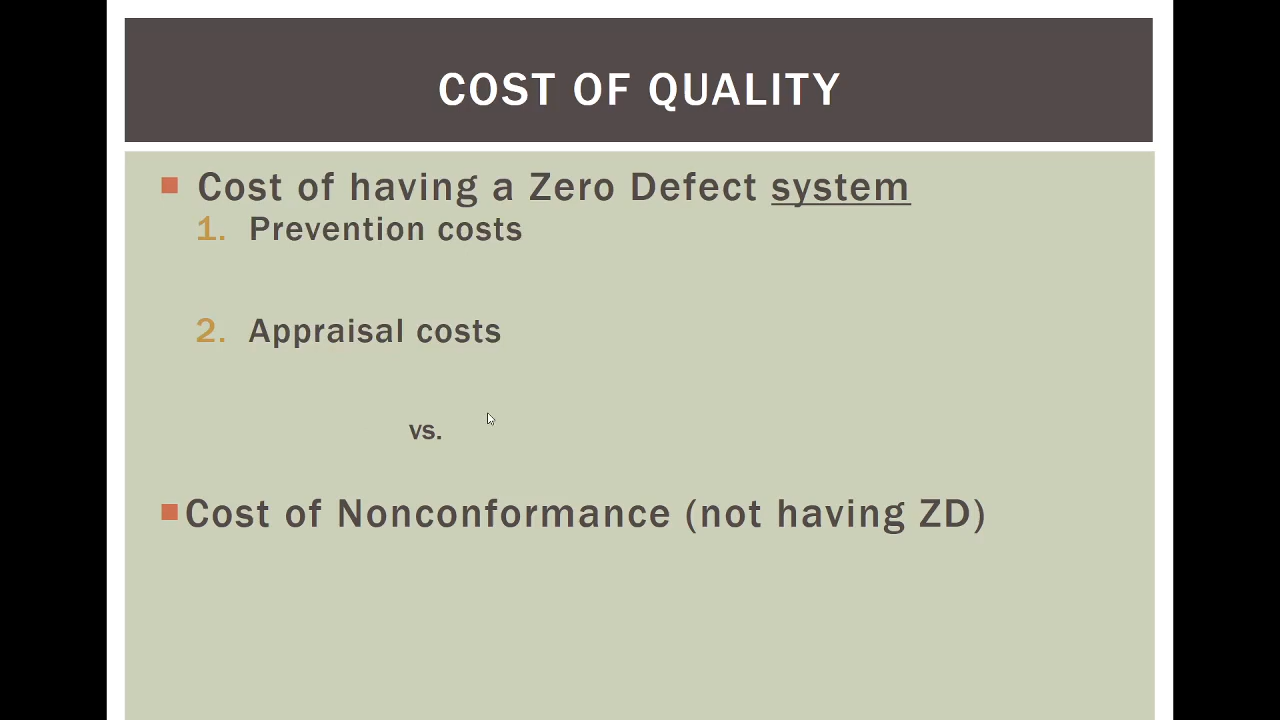 COST OF QUALITY
Cost of having a Zero Defect system
1. Prevention costs
2. Appraisal costs
vs.
Cost of Nonconformance (not having ZD)